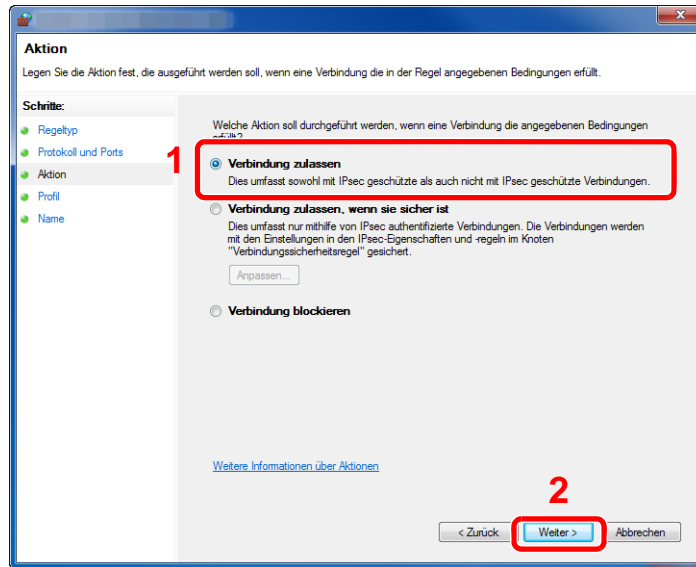 Aktion
Legen Sie die Aktion fest, die ausgeführt werden soll, wenn eine Verbindung die in der Regel angegebenen Bedingungen erfüllt.
Schritte:
Regeltyp
Protokoll und Ports
Aktion
Profil
Name
Welche Aktion soll durchgeführt werden, wenn eine Verbindung die angegebenen Bedingungen
erfüllt?
1
Verbindung zulassen
Dies umfasst sowohl mit IPsec geschützte als auch nicht mit IPsec geschützte Verbindungen.
Verbindung zulassen, wenn sie sicher ist
Dies umfasst nur mithilfe von IPsec authentifizierte Verbindungen. Die Verbindungen werden
mit den Einstellungen in den IPsec-Eigenschaften und -regeln im Knoten
"Verbindungssicherheitsregel" gesichert.
Anpassen...
Verbindung blockieren
Weitere Informationen über Aktionen
2
< Zurück Weiter > Abbrechen